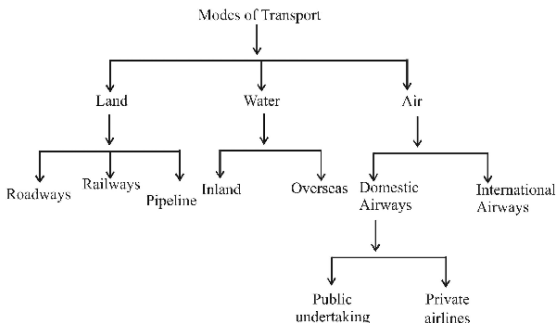 Modes of Transport
Land
Water
Air
Roadways
Railways
Pipeline
Inland
Overseas
Domestic
Airways
International
Airways
Public
undertaking
Private
airlines